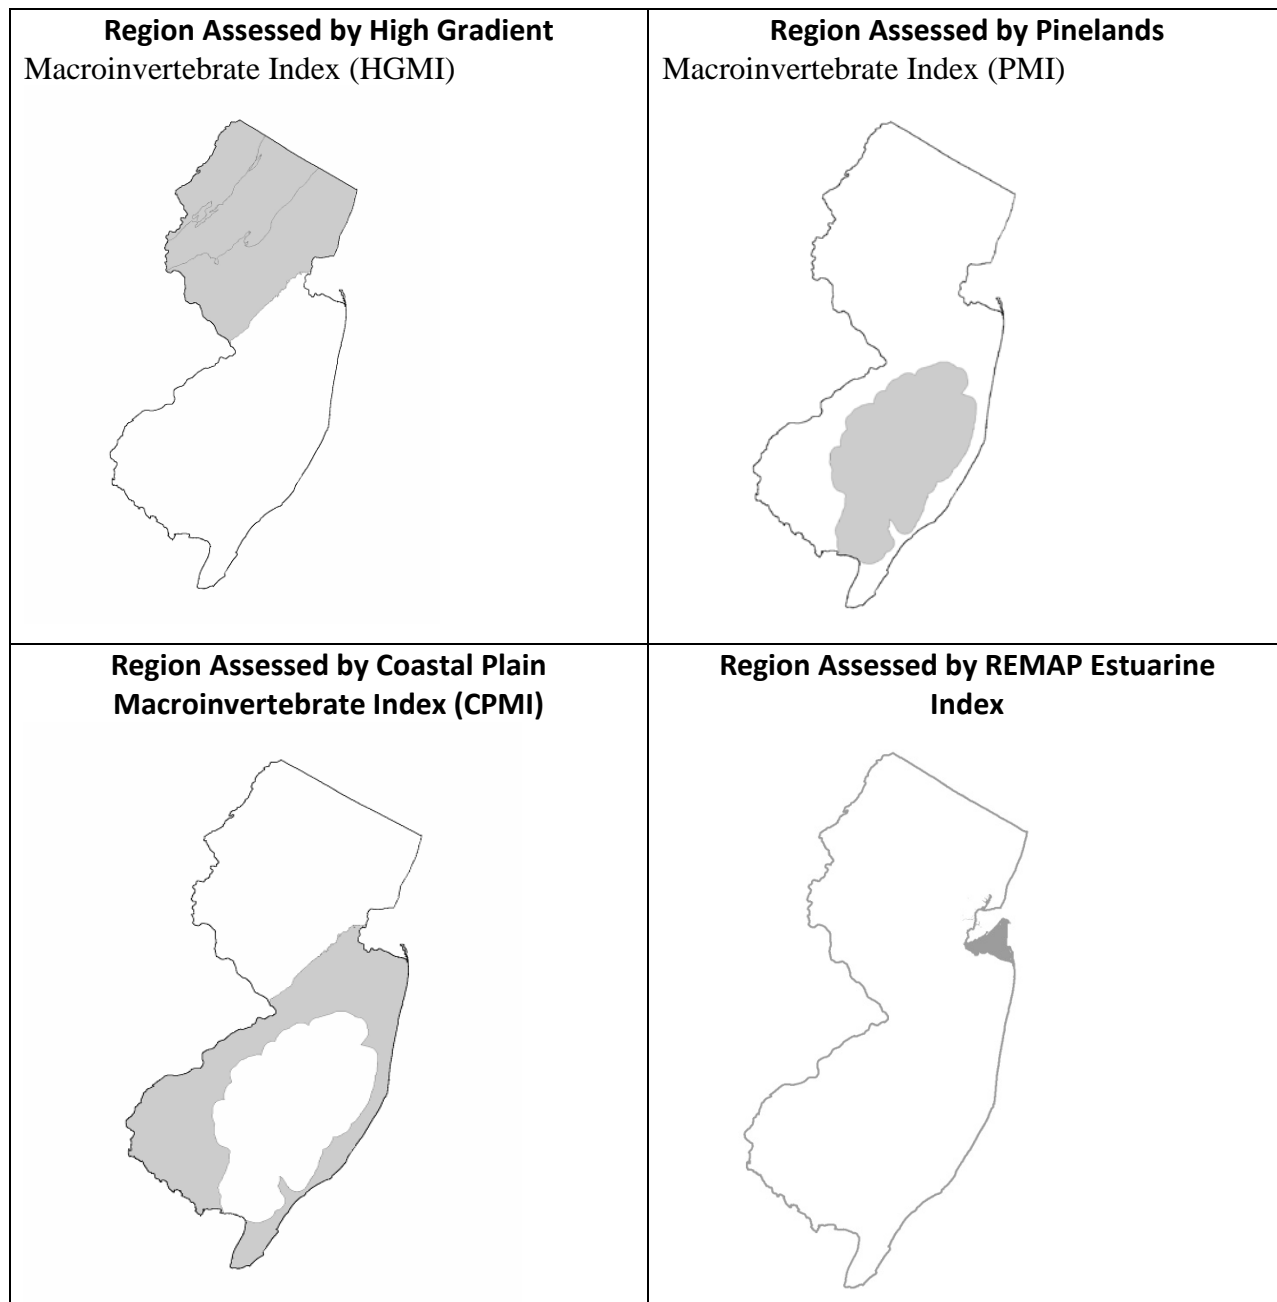 Region Assessed by High Gradient
Macroinvertebrate Index (HGMI)
Region Assessed by Pinelands
Macroinvertebrate Index (PMI)
Region Assessed by Coastal Plain
Macroinvertebrate Index (CPMI)
Region Assessed by REMAP Estuarine
Index